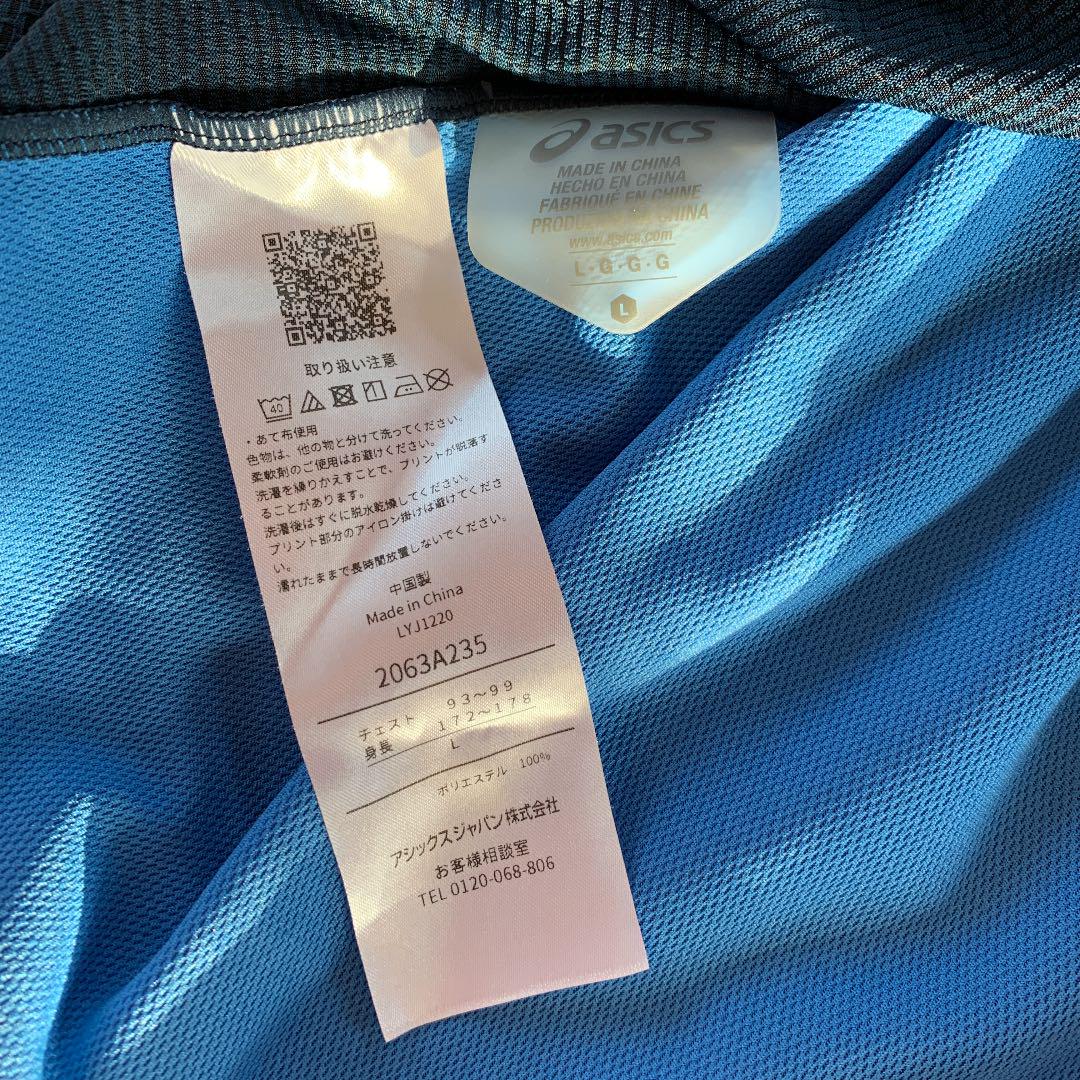 asics
MADE IN CHINA
HECHO EN CHINA
FABRIQUÉ EN CHINE
CHINA
www.asics.com
L·G·G·G
L
取り扱い注意
40
・あて布使用
色物は、他の物と分けて洗ってください。
柔軟剤のご使用はお避けください。
洗濯を繰りかえすことで、プリントが脱落す
ることがあります。
洗濯後はすぐに脱水乾燥してください。
プリント部分のアイロン掛けは避けてくださ
い。
濡れたままで長時間放置しないでください。
中国製
Made in China
LYJ1220
2063A235
チェスト 93~99
身長 172~178
L
ポリエステル 100%
アシックスジャパン株式会社
お客様相談室
TEL 0120-068-806